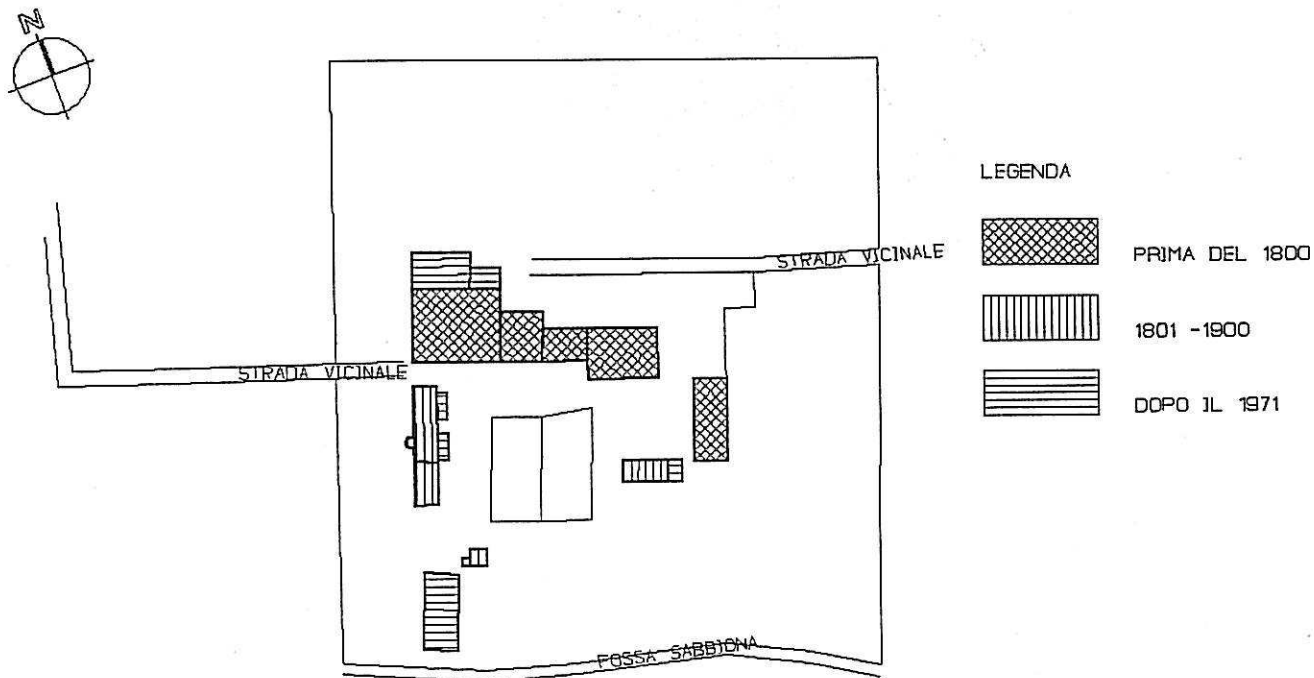 N
LEGENDA
STRADA VICINALE
PRIMA DEL 1800
1801 -1900
STRADA VICINALE
DOPO IL 1971
FOSSA SABBIONA